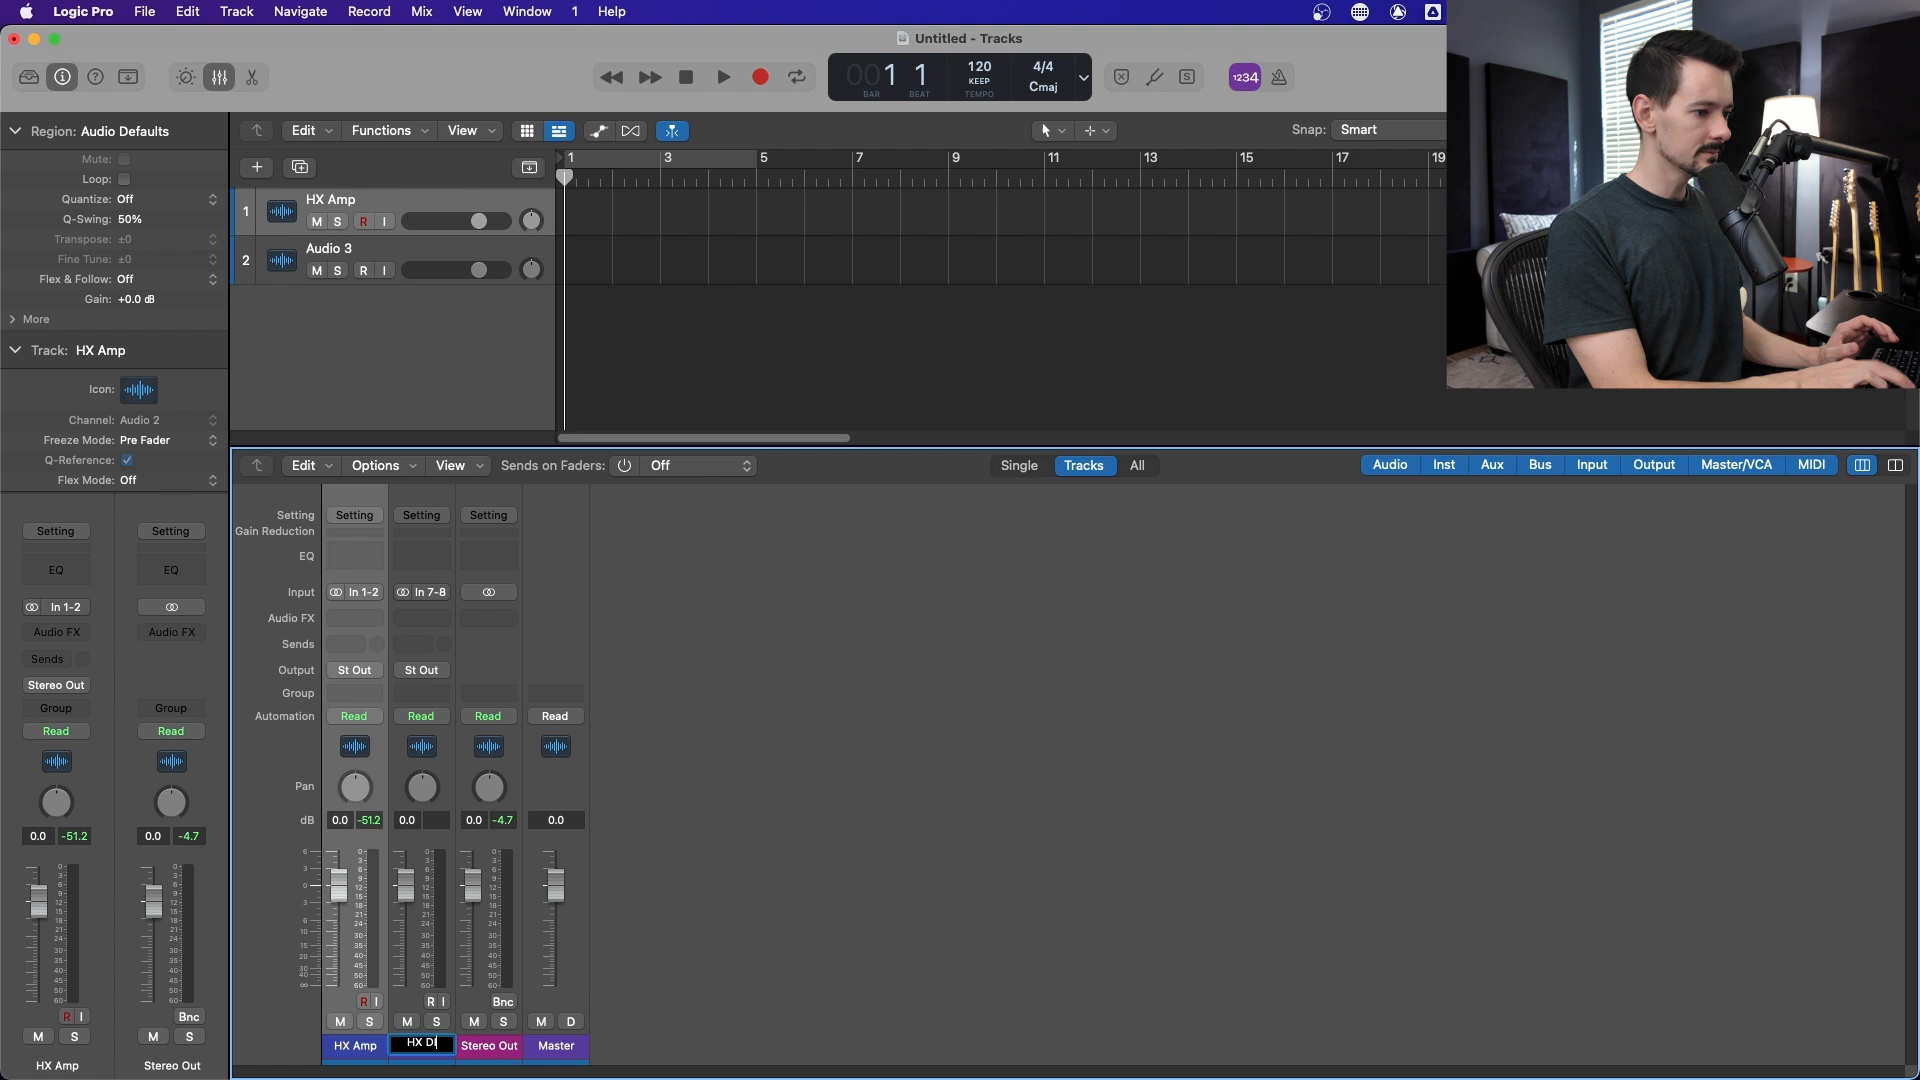 Logic Pro File Edit Track Navigate Record Mix View Window 1 Help
Untitled - Tracks
001 1
BAR BEAT
120
KEEP
TEMPO
4/4
Cmaj
S
1234
Region: Audio Defaults
Mute:
Loop:
Quantize: Off
Q-Swing: 50%
Transpose: ±0
Fine Tune: ±0
Flex & Follow: Off
Gain: +0.0 dB
More
Track: HX Amp
Icon:
Channel: Audio 2
Freeze Mode: Pre Fader
Q-Reference:
Flex Mode: Off
Setting Setting
EQ EQ
In 1-2
Audio FX Audio FX
Sends
Stereo Out
Group Group
Read Read
0.0 -51.2 0.0 -4.7
R I Bnc
M S M S
HX Amp Stereo Out
Edit Functions View
Snap: Smart
1 3 5 7 9 11 13 15 17 19
1 HX Amp
M S R I
2 Audio 3
M S R I
Edit Options View Sends on Faders: Off
Single Tracks All
Audio Inst Aux Bus Input Output Master/VCA MIDI
Setting Setting Setting Setting
Gain Reduction
EQ
Input In 1-2 In 7-8
Audio FX
Sends
Output St Out St Out
Group
Automation Read Read Read Read
Pan
dB 0.0 -51.2 0.0 0.0 -4.7 0.0
R I R I Bnc
M S M S M S M D
HX Amp HX DI Stereo Out Master